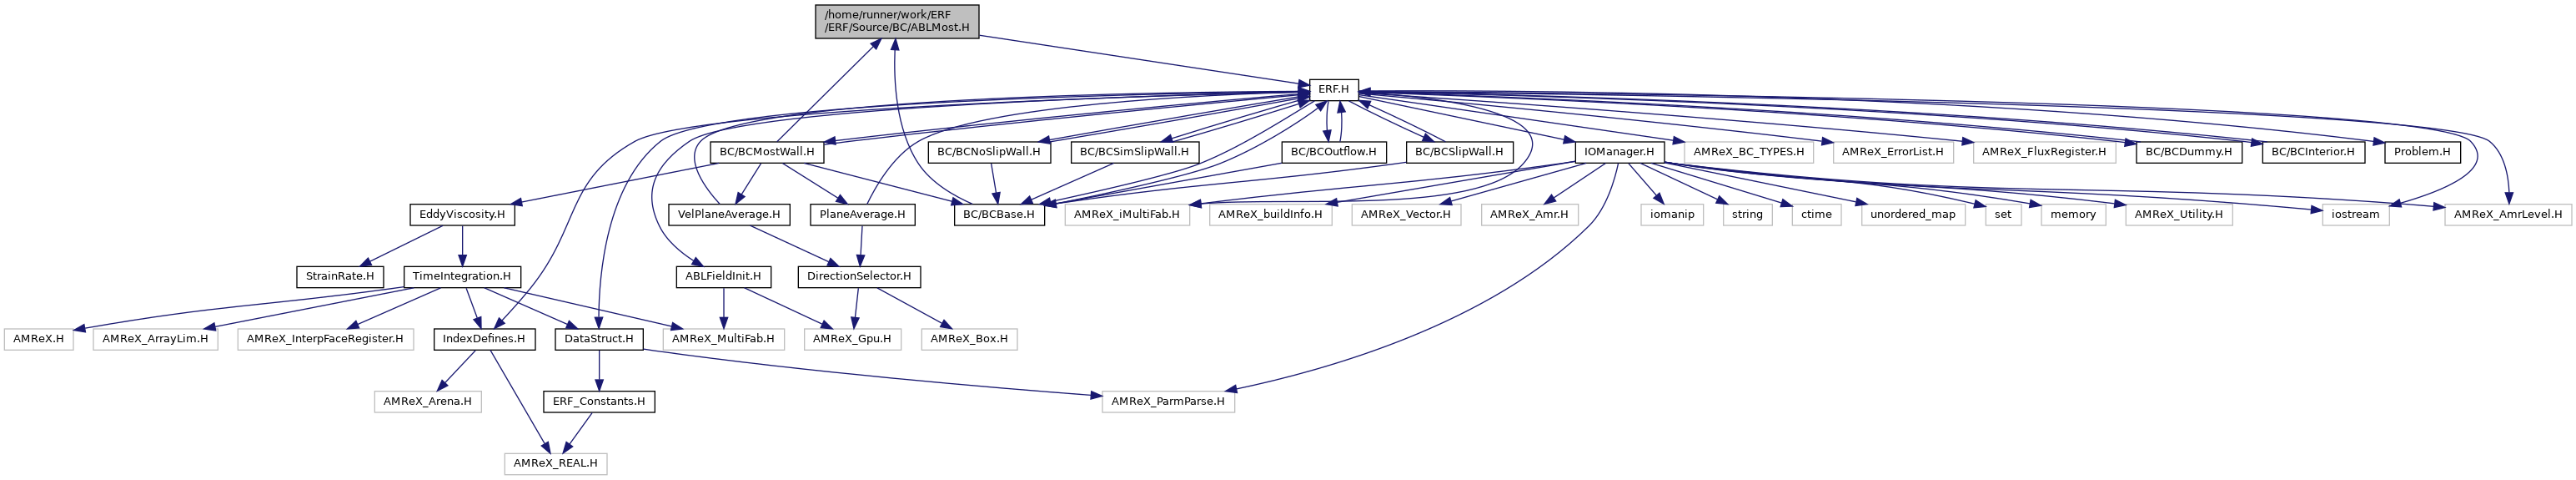 /home/runner/work/ERF
/ERF/Source/BC/ABLMost.H
ERF.H
BC/BCMostWall.H
BC/BCNoSlipWall.H
BC/BCSimSlipWall.H
BC/BCOutflow.H
BC/BCSlipWall.H
IOManager.H
AMReX_BC_TYPES.H
AMReX_ErrorList.H
AMReX_FluxRegister.H
BC/BCDummy.H
BC/BCInterior.H
Problem.H
EddyViscosity.H
VelPlaneAverage.H
PlaneAverage.H
BC/BCBase.H
AMReX_iMultiFab.H
AMReX_buildInfo.H
AMReX_Vector.H
AMReX_Amr.H
iomanip
string
ctime
unordered_map
set
memory
AMReX_Utility.H
iostream
AMReX_AmrLevel.H
StrainRate.H
TimeIntegration.H
ABLFieldInit.H
DirectionSelector.H
AMReX.H
AMReX_ArrayLim.H
AMReX_InterpFaceRegister.H
IndexDefines.H
DataStruct.H
AMReX_MultiFab.H
AMReX_Gpu.H
AMReX_Box.H
AMReX_Arena.H
ERF_Constants.H
AMReX_ParmParse.H
AMReX_REAL.H